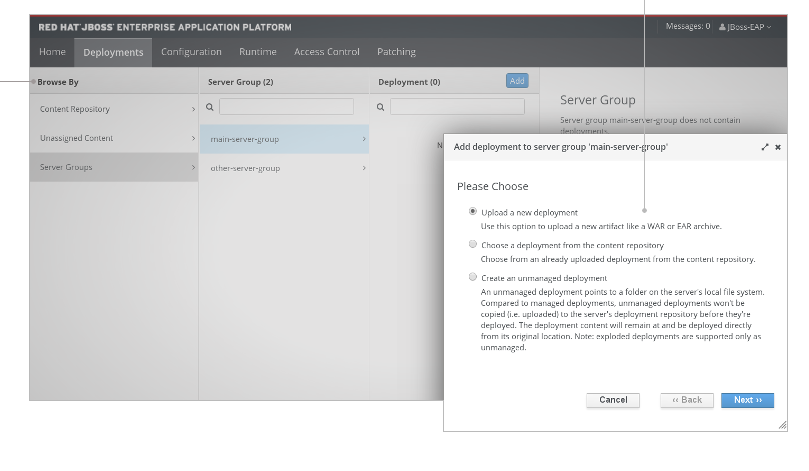 RED HAT JBOSS ENTERPRISE APPLICATION PLATFORM
Messages: 0 JBoss-EAP
Home Deployments Configuration Runtime Access Control Patching
Browse By
Content Repository
Unassigned Content
Server Groups
Server Group (2)
main-server-group
other-server-group
Deployment (0)
Add
N
Server Group
Server group main-server-group does not contain
deployments.
Add deployment to server group 'main-server-group'
Please Choose
Upload a new deployment
Use this option to upload a new artifact like a WAR or EAR archive.
Choose a deployment from the content repository
Choose from an already uploaded deployment from the content repository.
Create an unmanaged deployment
An unmanaged deployment points to a folder on the server's local file system.
Compared to managed deployments, unmanaged deployments won't be
copied (i.e. uploaded) to the server's deployment repository before they're
deployed. The deployment content will remain at and be deployed directly
from its original location. Note: exploded deployments are supported only as
unmanaged.
Cancel ‹‹ Back Next ››